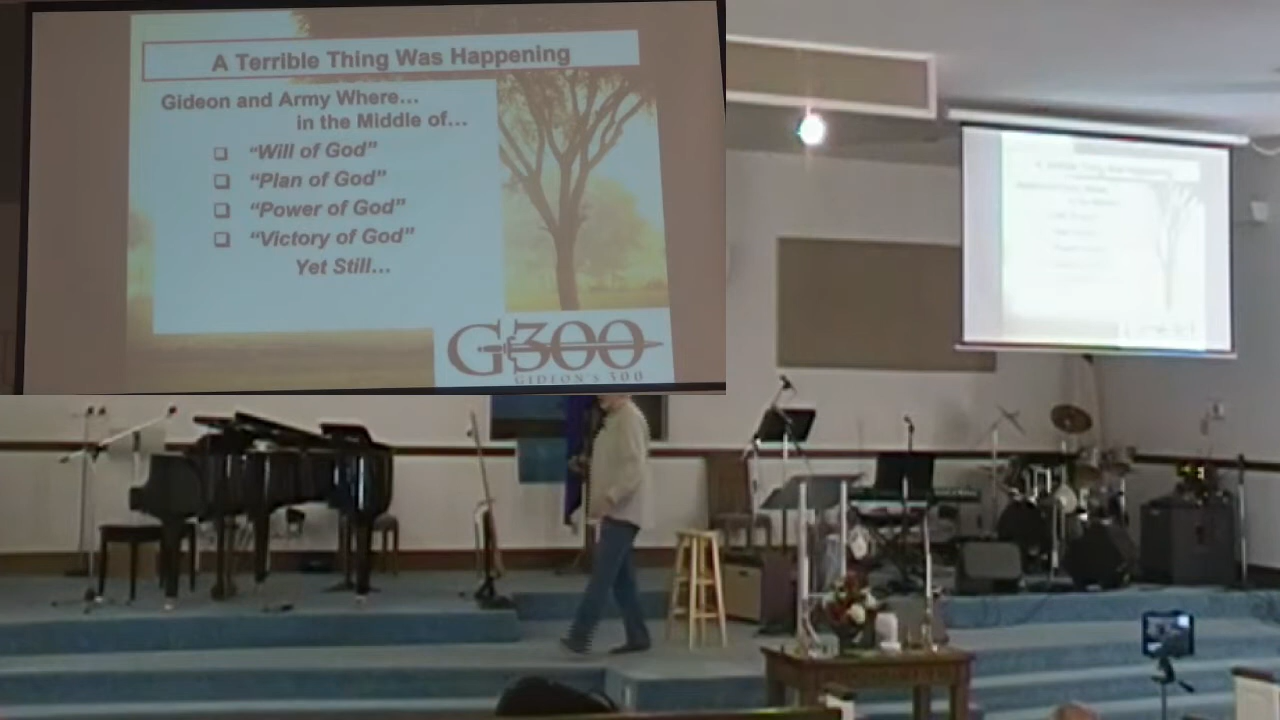 A Terrible Thing Was Happening
Gideon and Army Where...
in the Middle of...
"Will of God"
"Plan of God"
"Power of God"
"Victory of God"
Yet Still...
G300
GIDEON'S 300